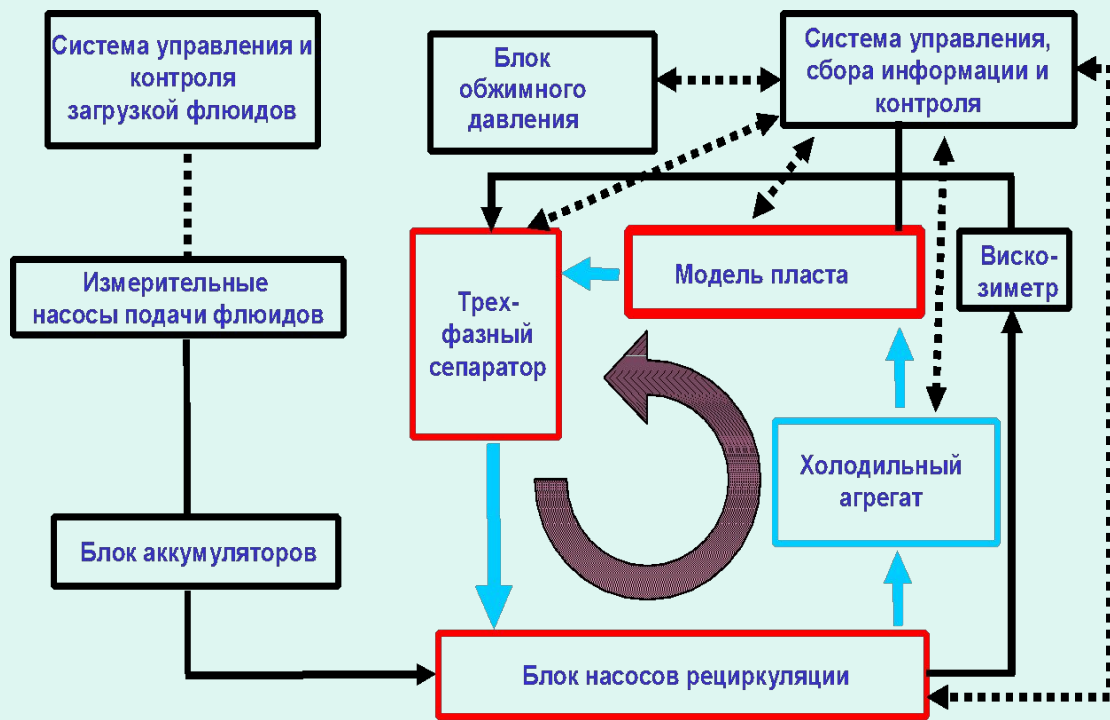 Система управления и
контроля
загрузкой флюидов
Блок
обжимного
давления
Система управления,
сбора информации и
контроля
Измерительные
насосы подачи флюидов
Трех-
фазный
сепаратор
Модель пласта
Виско-
зиметр
Холодильный
агрегат
Блок аккумуляторов
Блок насосов рециркуляции